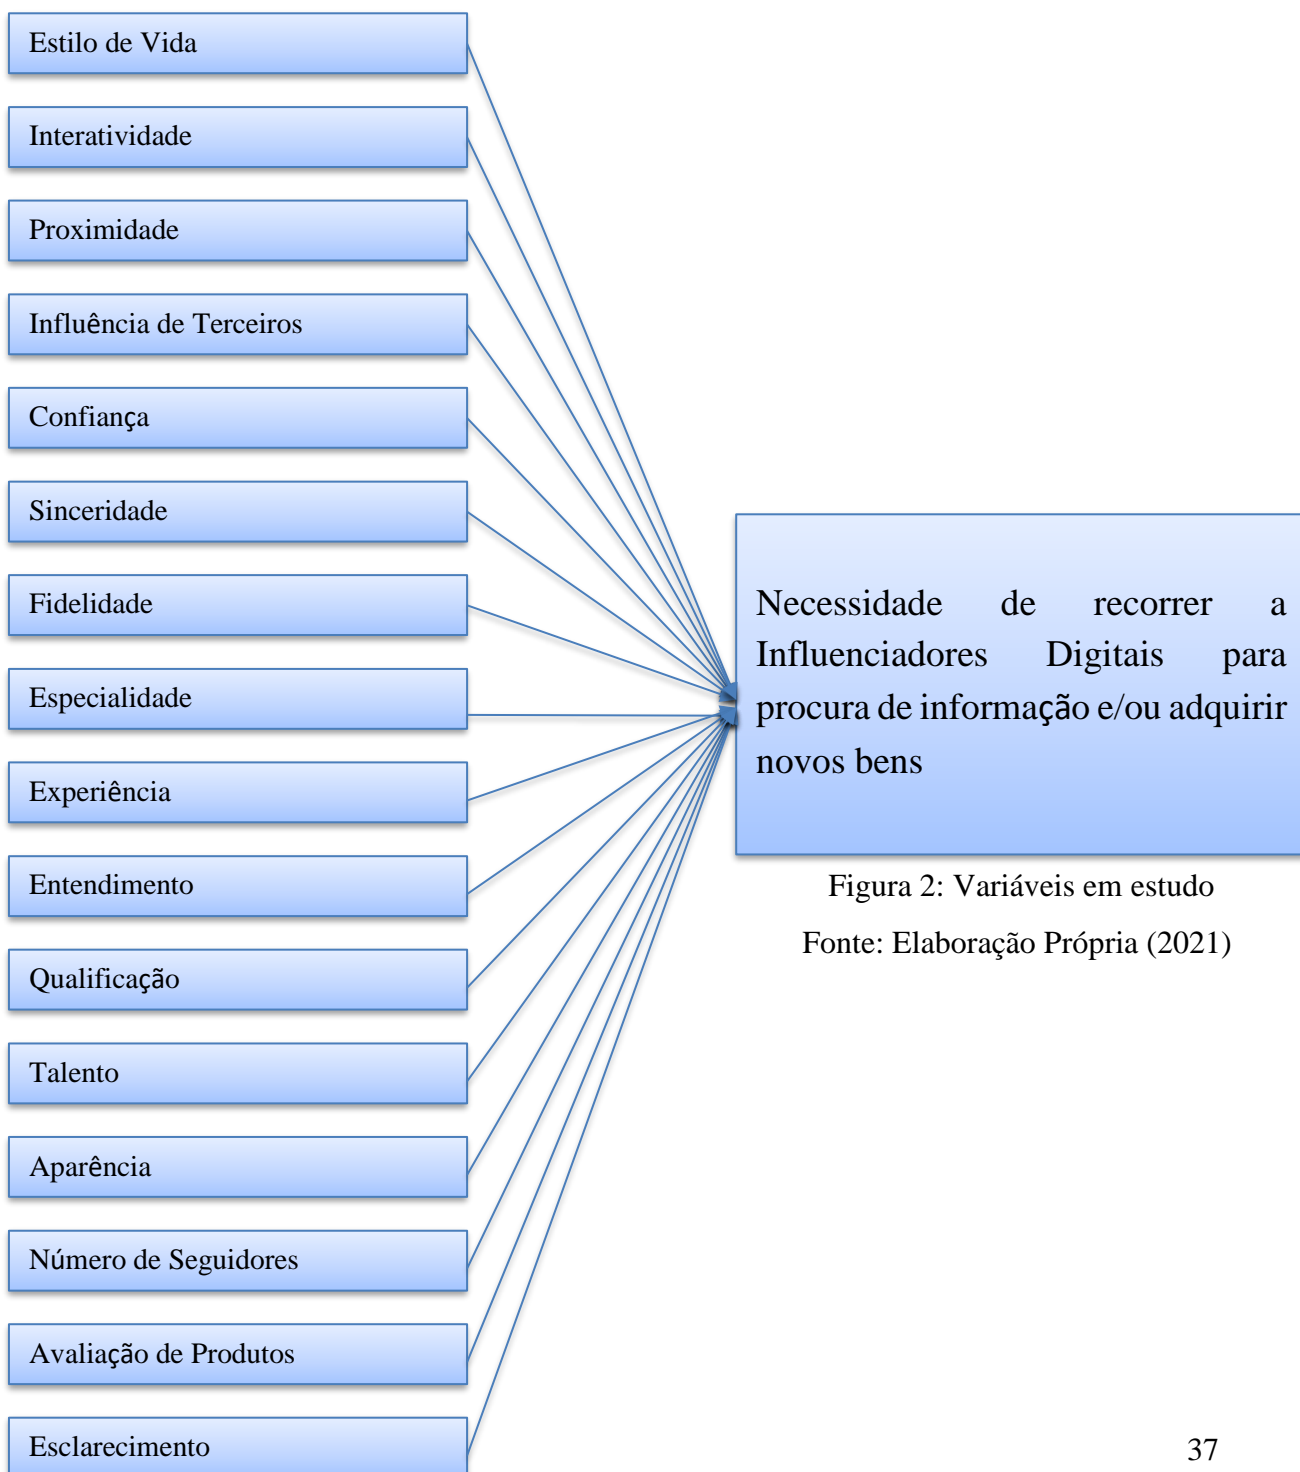 Estilo de Vida
Interatividade
Proximidade
Influência de Terceiros
Confiança
Sinceridade
Fidelidade
Especialidade
Experiência
Entendimento
Qualificação
Talento
Aparência
Número de Seguidores
Avaliação de Produtos
Esclarecimento
Necessidade de recorrer a
Influenciadores Digitais para
procura de informação e/ou adquirir
novos bens
Figura 2: Variáveis em estudo
Fonte: Elaboração Própria (2021)
37